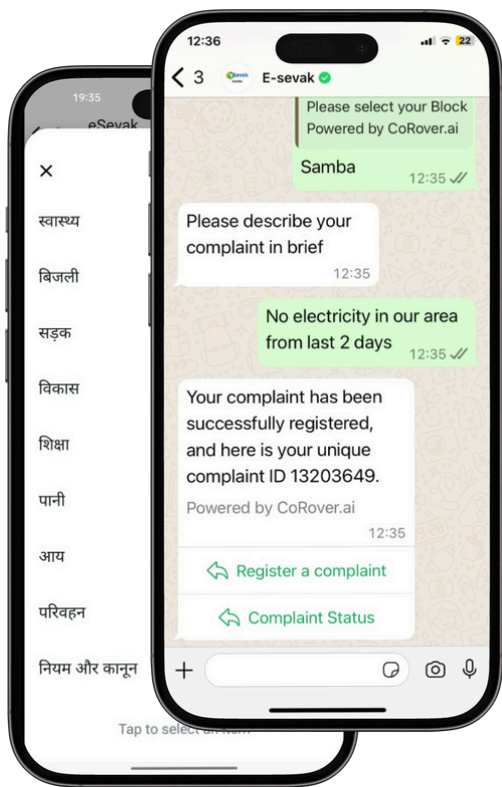 19:35
eSevak
×
स्वास्थ्य
बिजली
सड़क
विकास
शिक्षा
पानी
आय
परिवहन
नियम और कानून
Tap to select an item
12:36
22
3
E-sevak
Please select your Block
Powered by CoRover.ai
Samba
12:35
Please describe your
complaint in brief
12:35
No electricity in our area
from last 2 days
12:35
Your complaint has been
successfully registered,
and here is your unique
complaint ID 13203649.
Powered by CoRover.ai
12:35
Register a complaint
Complaint Status